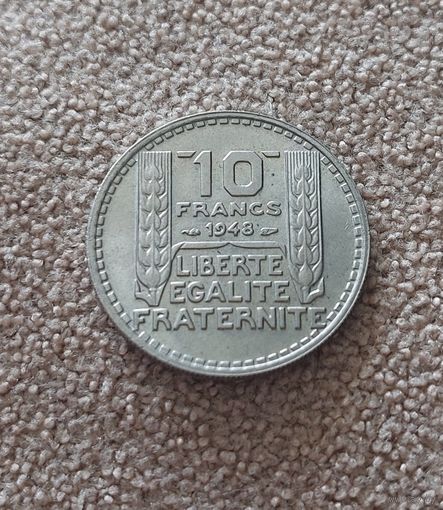 10
FRANCS
1948
LIBERTE
EGALITE
FRATERNITE